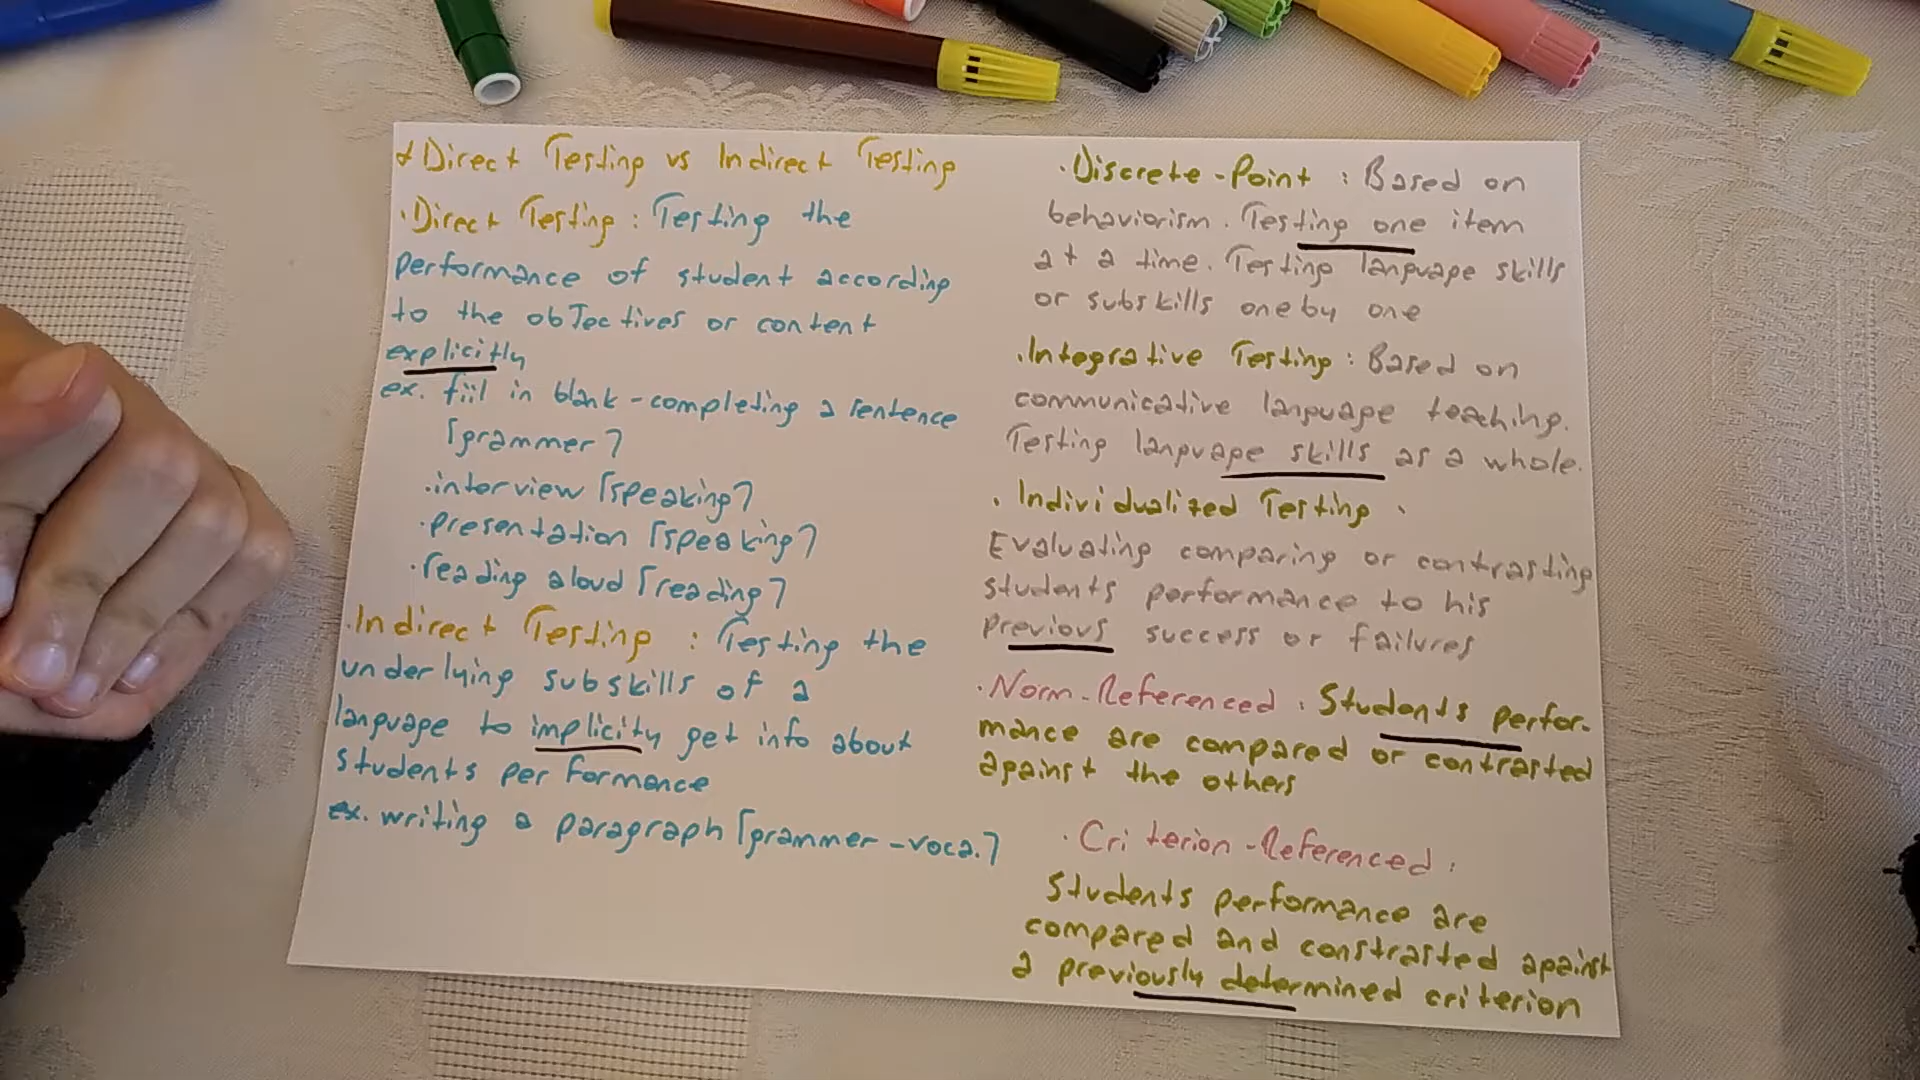 Direct Testing vs Indirect Testing
.Direct Testing : Testing the
performance of student according
to the objectives or content
explicitly
ex. fiil in blank - completing a sentence
[grammer]
.interview [speaking]
.presentation [speaking]
.reading aloud [reading]
.Indirect Testing : Testing the
underlying subskills of a
language to implicity get info about
students performance
ex. writing a paragraph [grammer - voca.]
.Discrete-Point : Based on
behaviorism. Testing one item
at a time. Testing language skills
or subskills one by one
.Integrative Testing : Based on
communicative language teaching.
Testing language skills as a whole.
. Individualized Testing .
Evaluating comparing or contrasting
students performance to his
previous success or failures
.Norm-Referenced : Students perfor-
mance are compared or contrasted
against the others
. Criterion-Referenced :
Students performance are
compared and constrasted against
a previously determined criterion